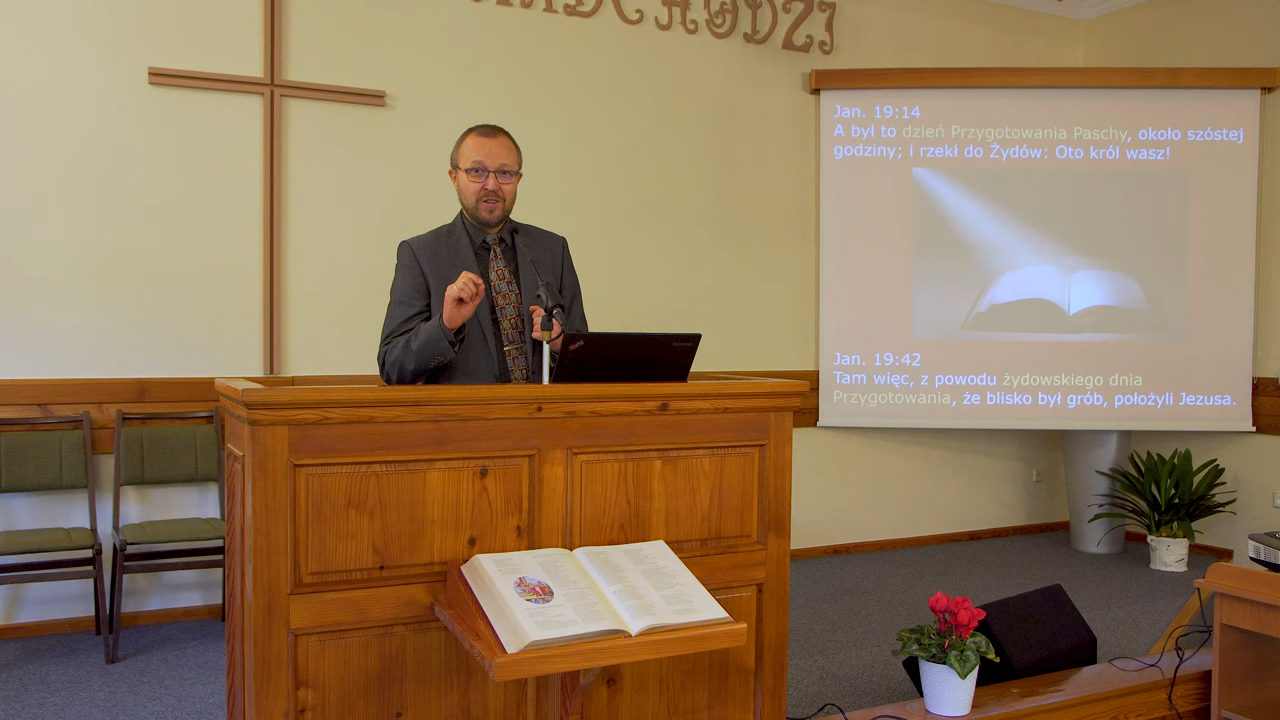 NADCHODZI
Jan. 19:14
A był to dzień Przygotowania Paschy, około szóstej
godziny; i rzekł do Żydów: Oto król wasz!
Jan. 19:42
Tam więc, z powodu żydowskiego dnia
Przygotowania, że blisko był grób, położyli Jezusa.